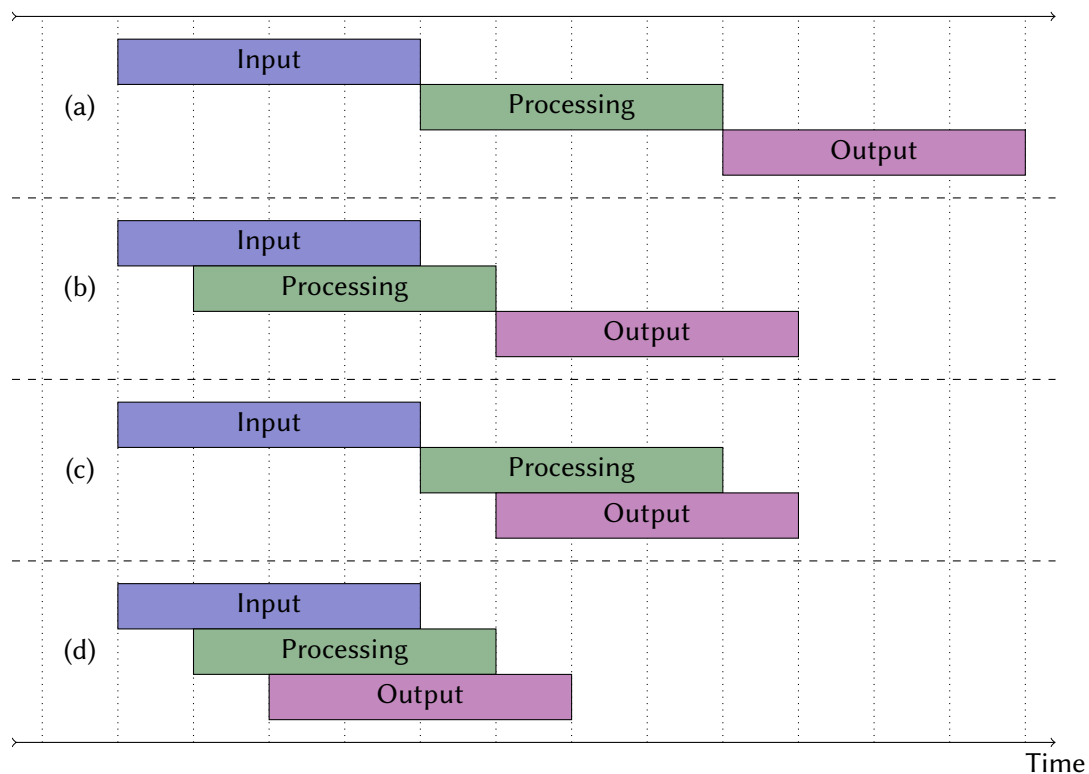 Input
(a)
Processing
Output
Input
(b)
Processing
Output
Input
(c)
Processing
Output
Input
(d)
Processing
Output
Time